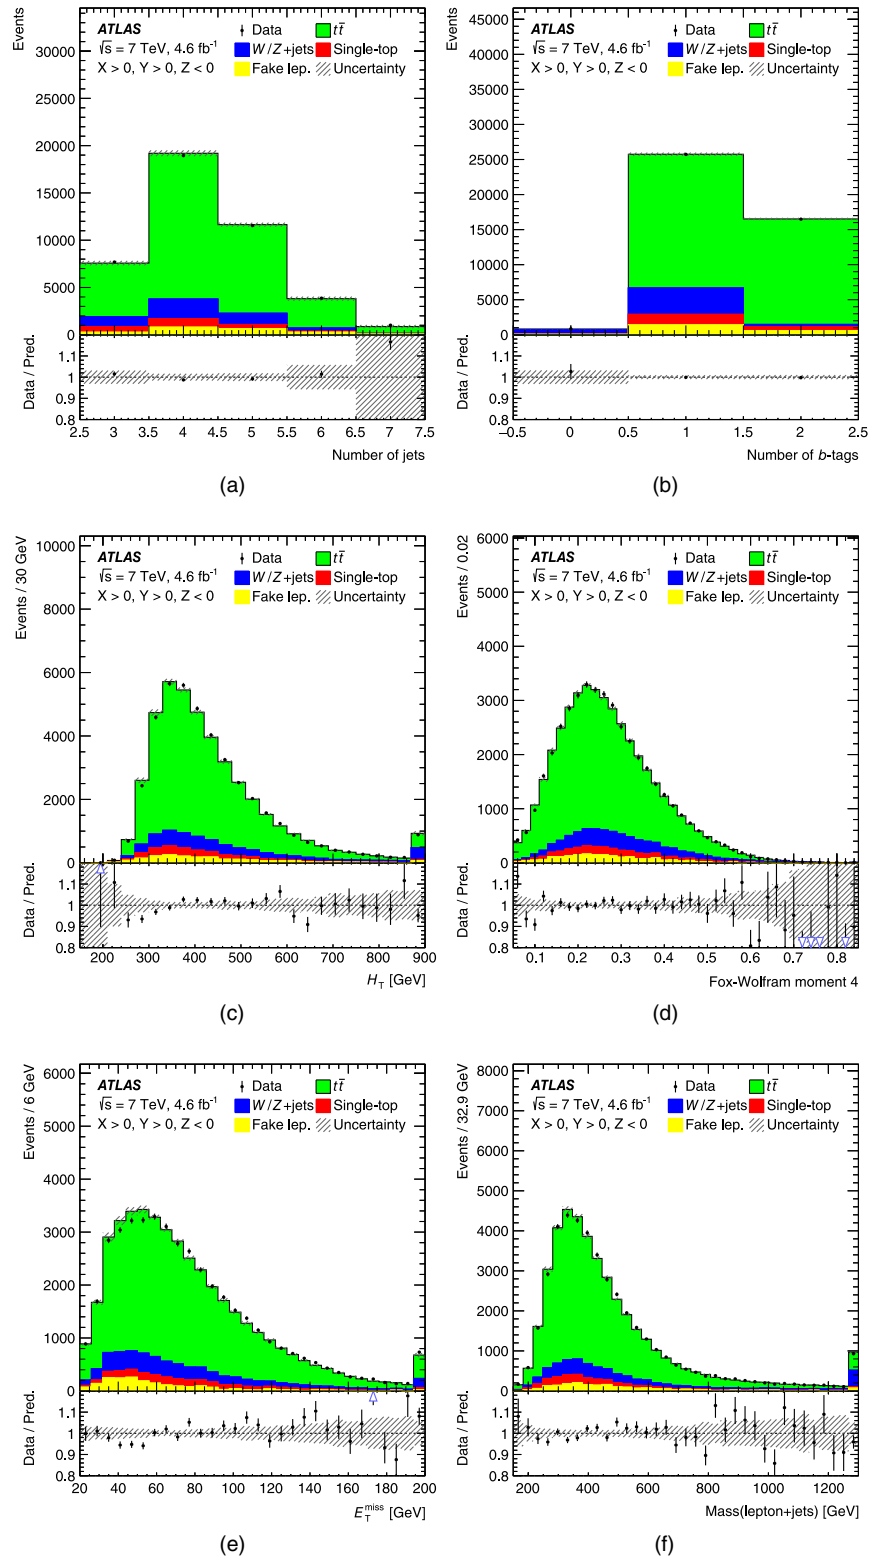 Events
ATLAS
Data
tt̄
√s = 7 TeV, 4.6 fb⁻¹
W/Z+jets
Single-top
X > 0, Y > 0, Z < 0
Fake lep.
Uncertainty
30000
25000
20000
15000
10000
5000
0
Data / Pred.
1.1
1
0.9
0.8
2.5 3 3.5 4 4.5 5 5.5 6 6.5 7 7.5
Number of jets
(a)
Events
ATLAS
Data
tt̄
√s = 7 TeV, 4.6 fb⁻¹
W/Z+jets
Single-top
X > 0, Y > 0, Z < 0
Fake lep.
Uncertainty
45000
40000
35000
30000
25000
20000
15000
10000
5000
0
Data / Pred.
1.1
1
0.9
0.8
−0.5 0 0.5 1 1.5 2 2.5
Number of b-tags
(b)
Events / 30 GeV
ATLAS
Data
tt̄
√s = 7 TeV, 4.6 fb⁻¹
W/Z+jets
Single-top
X > 0, Y > 0, Z < 0
Fake lep.
Uncertainty
10000
8000
6000
4000
2000
0
Data / Pred.
1.1
1
0.9
0.8
200 300 400 500 600 700 800 900
H_T [GeV]
(c)
Events / 0.02
ATLAS
Data
tt̄
√s = 7 TeV, 4.6 fb⁻¹
W/Z+jets
Single-top
X > 0, Y > 0, Z < 0
Fake lep.
Uncertainty
6000
5000
4000
3000
2000
1000
0
Data / Pred.
1.1
1
0.9
0.8
0.1 0.2 0.3 0.4 0.5 0.6 0.7 0.8
Fox-Wolfram moment 4
(d)
Events / 6 GeV
ATLAS
Data
tt̄
√s = 7 TeV, 4.6 fb⁻¹
W/Z+jets
Single-top
X > 0, Y > 0, Z < 0
Fake lep.
Uncertainty
6000
5000
4000
3000
2000
1000
0
Data / Pred.
1.1
1
0.9
0.8
20 40 60 80 100 120 140 160 180 200
E_T^miss [GeV]
(e)
Events / 32.9 GeV
ATLAS
Data
tt̄
√s = 7 TeV, 4.6 fb⁻¹
W/Z+jets
Single-top
X > 0, Y > 0, Z < 0
Fake lep.
Uncertainty
8000
7000
6000
5000
4000
3000
2000
1000
0
Data / Pred.
1.1
1
0.9
0.8
200 400 600 800 1000 1200
Mass(lepton+jets) [GeV]
(f)